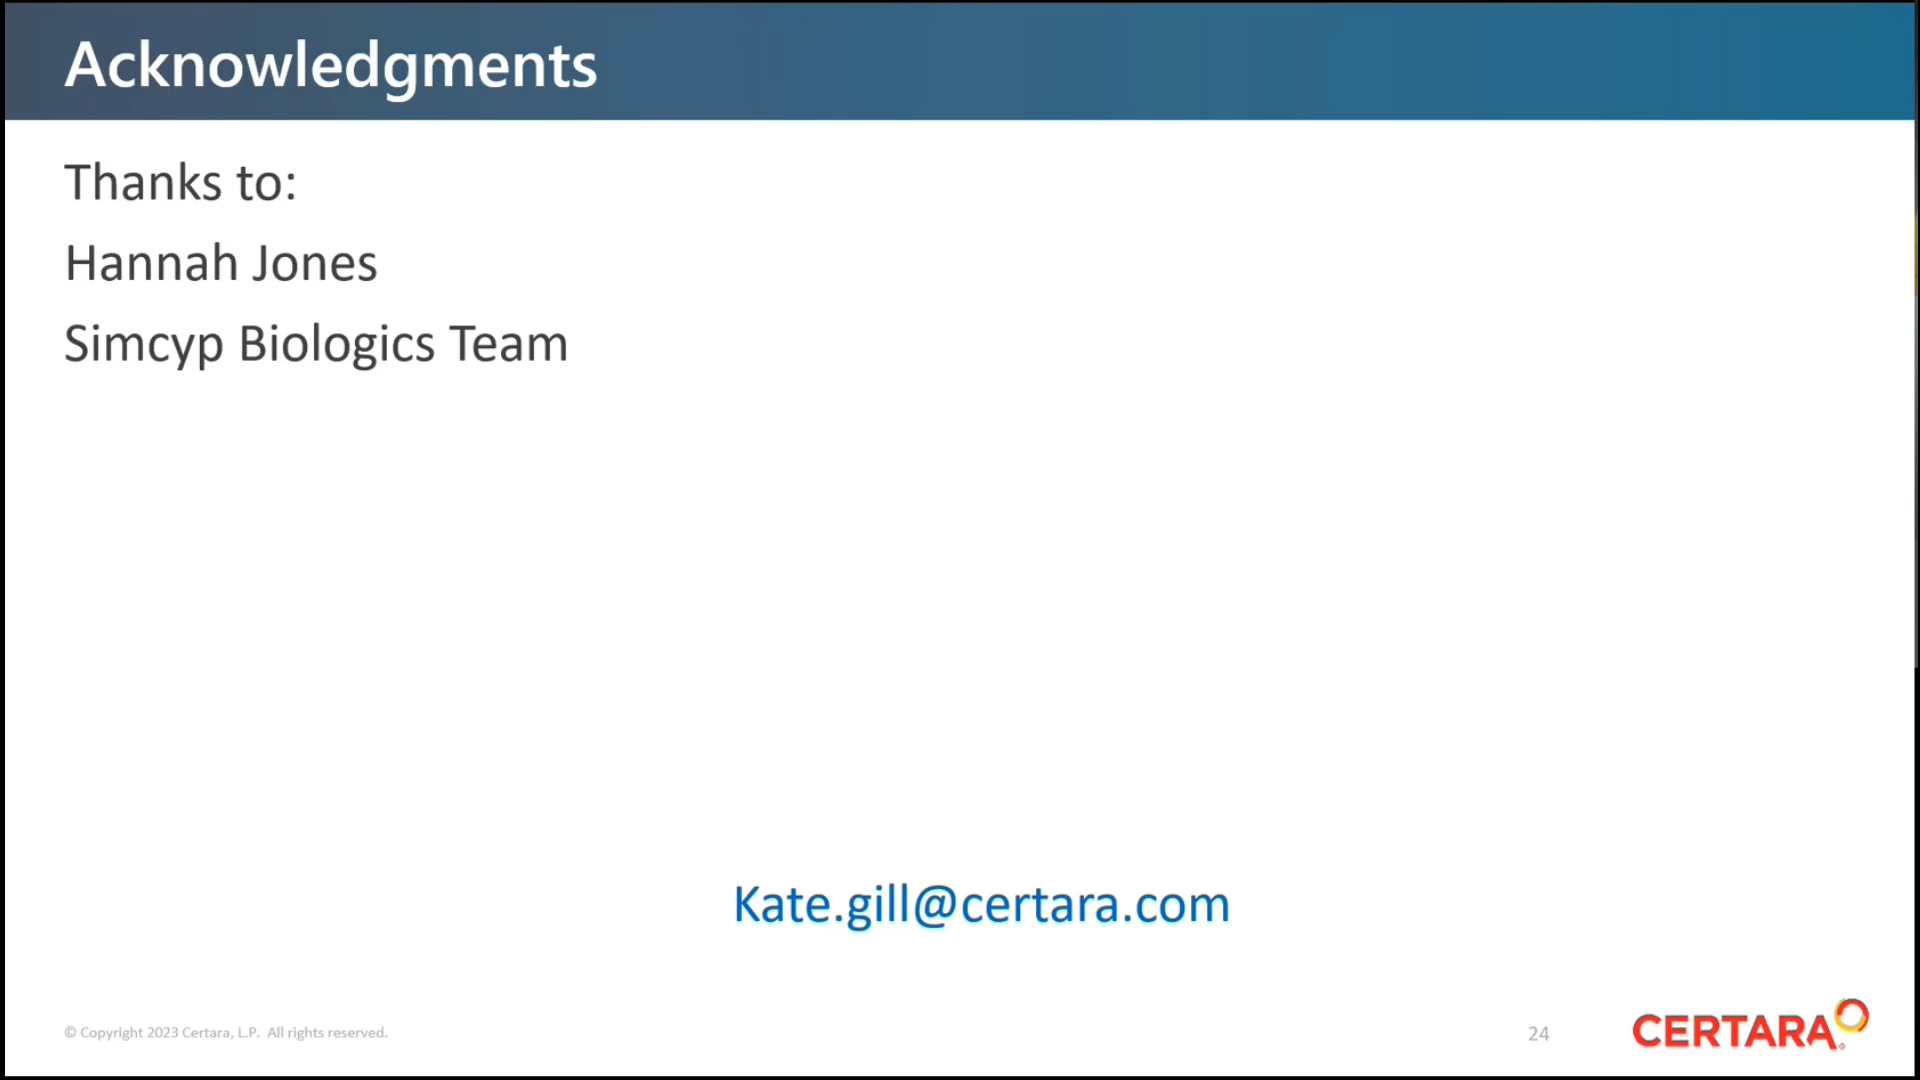 Acknowledgments
Thanks to:
Hannah Jones
Simcyp Biologics Team
Kate.gill@certara.com
© Copyright 2023 Certara, L.P. All rights reserved.
24
CERTARA